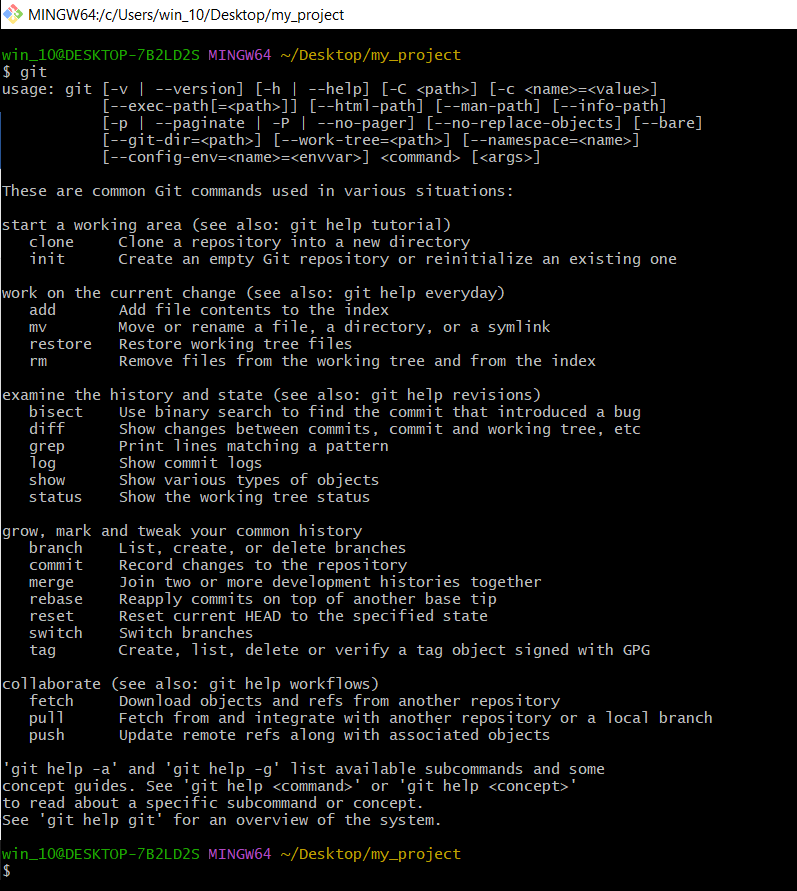 MINGW64:/c/Users/win_10/Desktop/my_project
win_10@DESKTOP-7B2LD2S MINGW64 ~/Desktop/my_project
$ git
usage: git [-v | --version] [-h | --help] [-C <path>] [-c <name>=<value>]
           [--exec-path[=<path>]] [--html-path] [--man-path] [--info-path]
           [-p | --paginate | -P | --no-pager] [--no-replace-objects] [--bare]
           [--git-dir=<path>] [--work-tree=<path>] [--namespace=<name>]
           [--config-env=<name>=<envvar>] <command> [<args>]
These are common Git commands used in various situations:
start a working area (see also: git help tutorial)
   clone     Clone a repository into a new directory
   init      Create an empty Git repository or reinitialize an existing one
work on the current change (see also: git help everyday)
   add       Add file contents to the index
   mv        Move or rename a file, a directory, or a symlink
   restore   Restore working tree files
   rm        Remove files from the working tree and from the index
examine the history and state (see also: git help revisions)
   bisect    Use binary search to find the commit that introduced a bug
   diff      Show changes between commits, commit and working tree, etc
   grep      Print lines matching a pattern
   log       Show commit logs
   show      Show various types of objects
   status    Show the working tree status
grow, mark and tweak your common history
   branch    List, create, or delete branches
   commit    Record changes to the repository
   merge     Join two or more development histories together
   rebase    Reapply commits on top of another base tip
   reset     Reset current HEAD to the specified state
   switch    Switch branches
   tag       Create, list, delete or verify a tag object signed with GPG
collaborate (see also: git help workflows)
   fetch     Download objects and refs from another repository
   pull      Fetch from and integrate with another repository or a local branch
   push      Update remote refs along with associated objects
'git help -a' and 'git help -g' list available subcommands and some
concept guides. See 'git help <command>' or 'git help <concept>'
to read about a specific subcommand or concept.
See 'git help git' for an overview of the system.
win_10@DESKTOP-7B2LD2S MINGW64 ~/Desktop/my_project
$